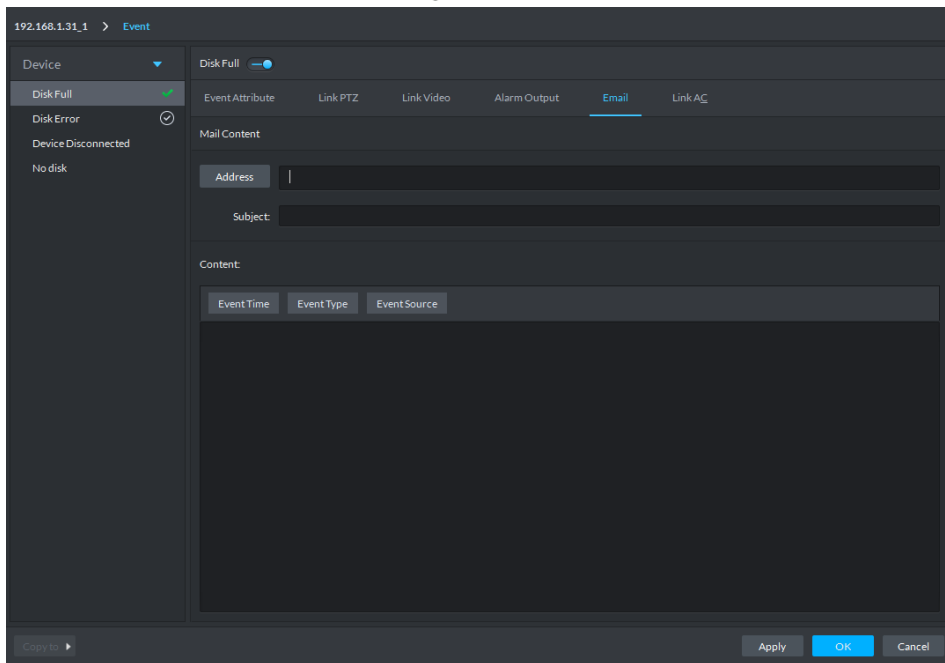 192.168.1.31_1 > Event
Device
Disk Full
Disk Error
Device Disconnected
No disk
Disk Full
Event Attribute Link PTZ Link Video Alarm Output Email Link AC
Mail Content
Address
Subject:
Content:
Event Time Event Type Event Source
Copy to
Apply OK Cancel